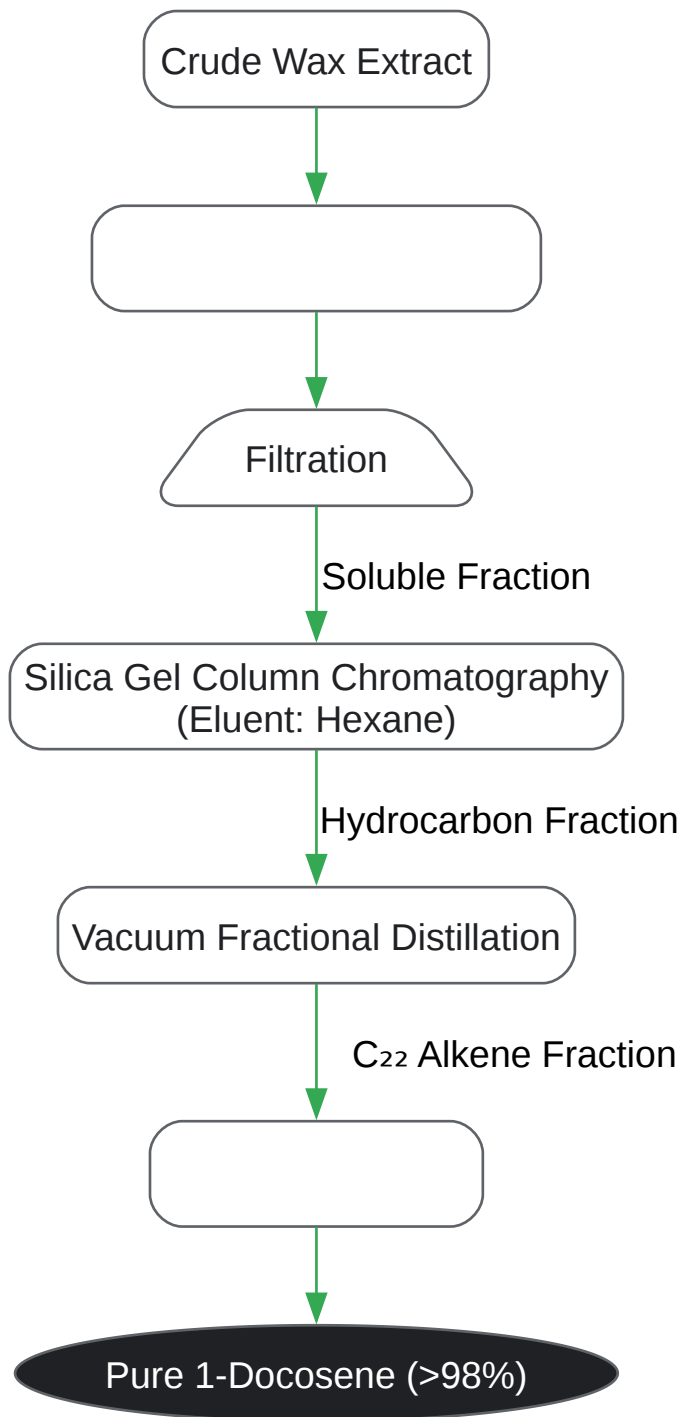 Crude Wax Extract
Filtration
Soluble Fraction
Silica Gel Column Chromatography
(Eluent: Hexane)
Hydrocarbon Fraction
Vacuum Fractional Distillation
C₂₂ Alkene Fraction
Pure 1-Docosene (>98%)